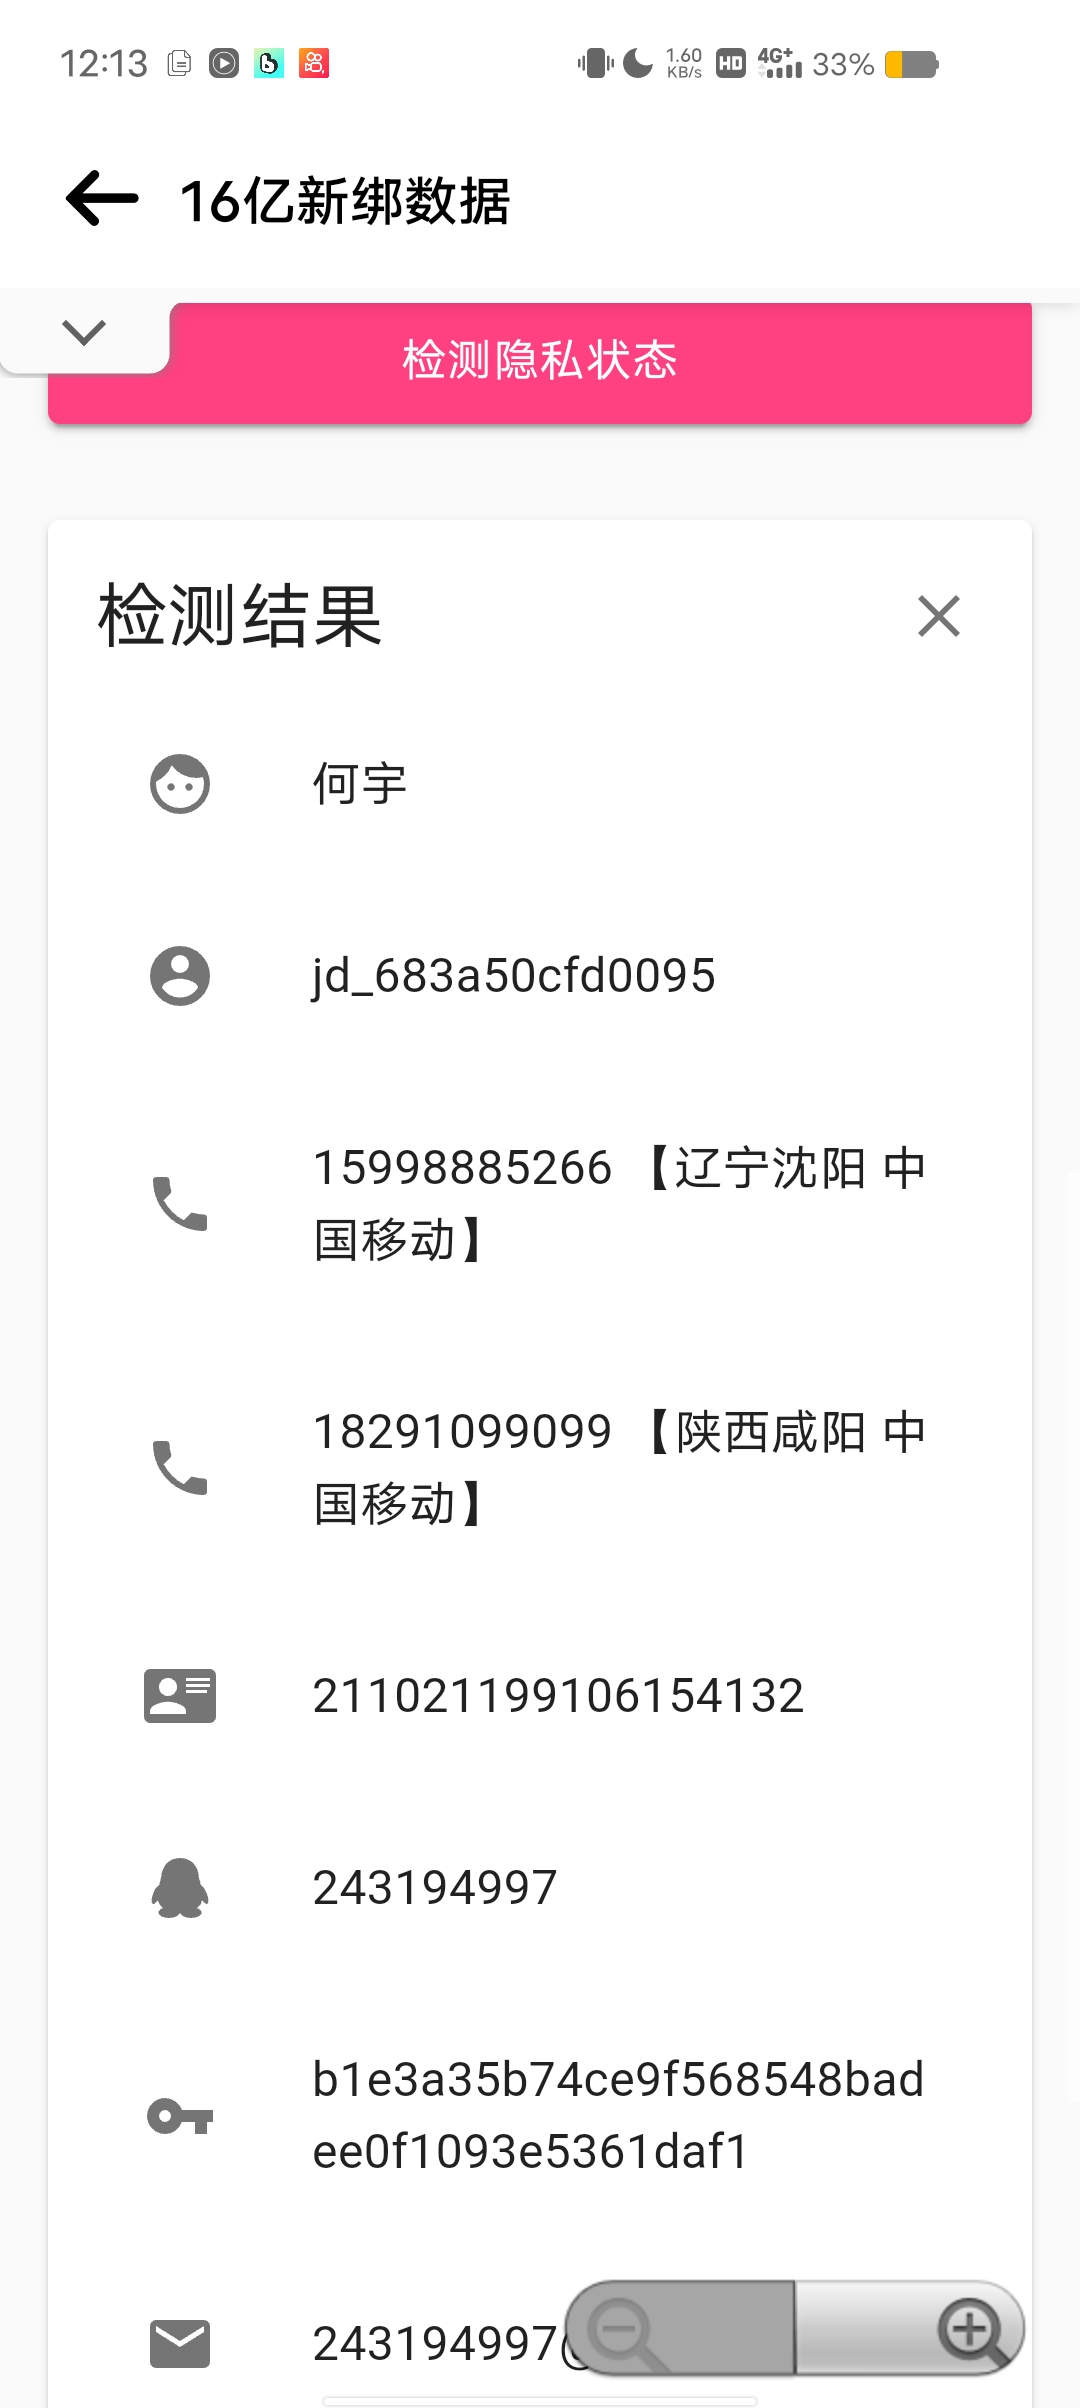 12:13
1.60
KB/s
HD
4G+
33%
16亿新绑数据
检测隐私状态
检测结果
何宇
jd_683a50cfd0095
15998885266 【辽宁沈阳 中
国移动】
18291099099 【陕西咸阳 中
国移动】
211021199106154132
243194997
b1e3a35b74ce9f568548bad
ee0f1093e5361daf1
243194997